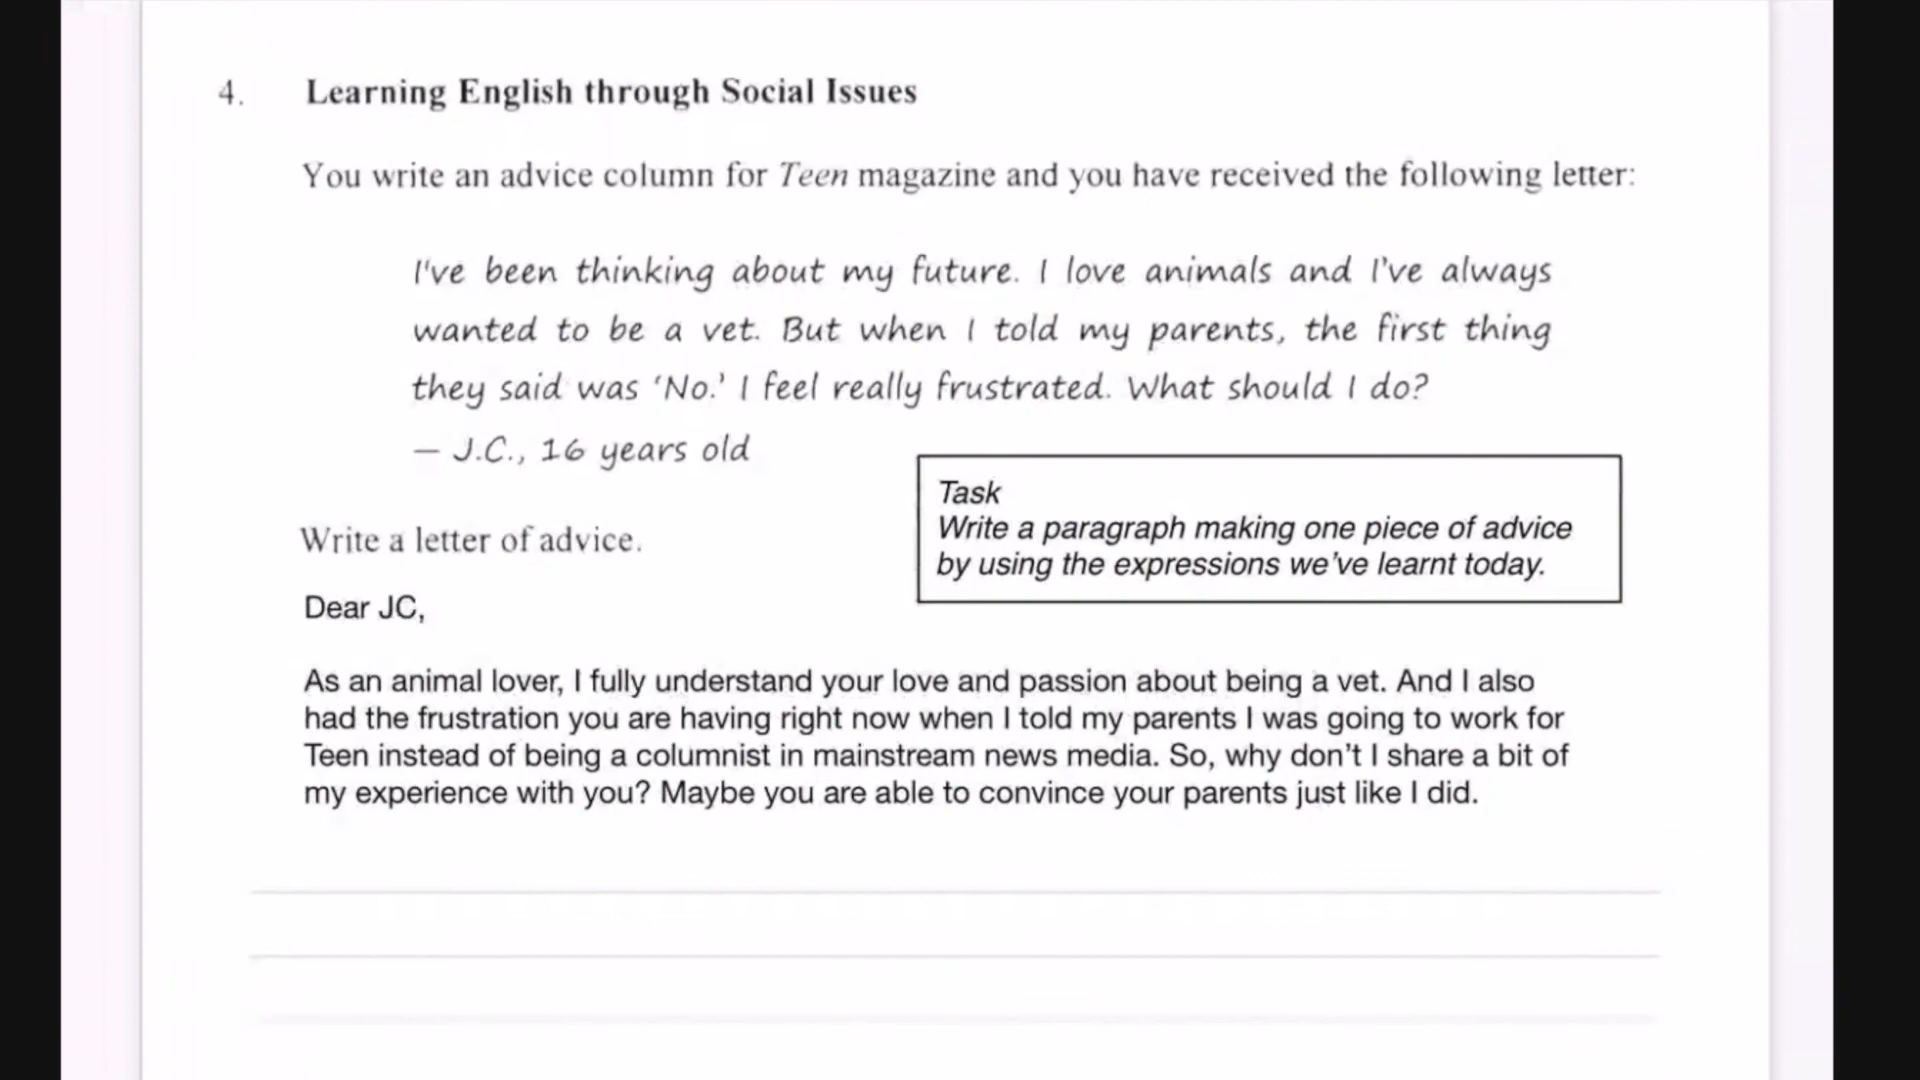 4. Learning English through Social Issues
You write an advice column for Teen magazine and you have received the following letter:
I've been thinking about my future. I love animals and I've always
wanted to be a vet. But when I told my parents, the first thing
they said was ‘No.’ I feel really frustrated. What should I do?
— J.C., 16 years old
Task
Write a paragraph making one piece of advice
by using the expressions we’ve learnt today.
Write a letter of advice.
Dear JC,
As an animal lover, I fully understand your love and passion about being a vet. And I also
had the frustration you are having right now when I told my parents I was going to work for
Teen instead of being a columnist in mainstream news media. So, why don’t I share a bit of
my experience with you? Maybe you are able to convince your parents just like I did.